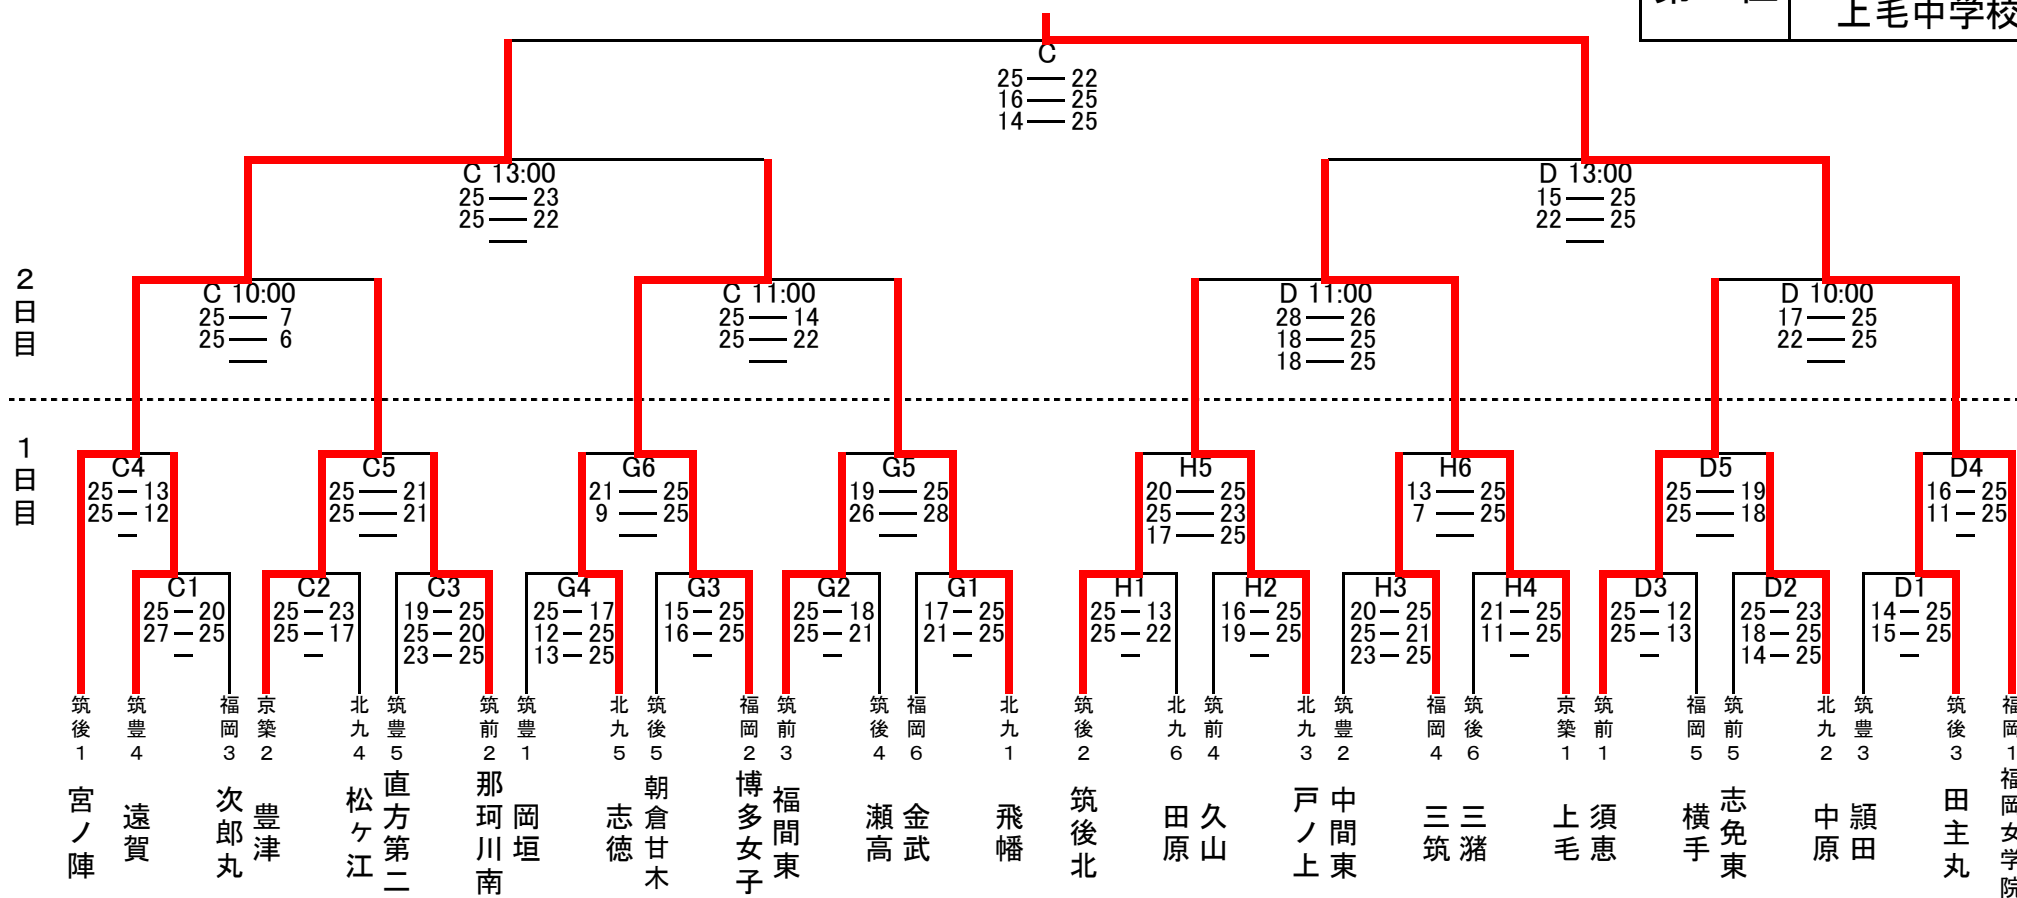 上毛中学校
C
25 22
16 25
14 25
C 13:00
25 23
25 22
D 13:00
15 25
22 25
2日目
C 10:00
25 7
25 6
C 11:00
25 14
25 22
D 11:00
28 26
18 25
18 25
D 10:00
17 25
22 25
1日目
C4
25 13
25 12
C5
25 21
25 21
G6
21 25
9 25
G5
19 25
26 28
H5
20 25
25 23
17 25
H6
13 25
7 25
D5
25 19
25 18
D4
16 25
11 25
C1
25 20
27 25
C2
25 23
25 17
C3
19 25
25 20
23 25
G4
25 17
12 25
13 25
G3
15 25
16 25
G2
25 18
25 21
G1
17 25
21 25
H1
25 13
25 22
H2
16 25
19 25
H3
20 25
25 21
23 25
H4
21 25
11 25
D3
25 12
25 13
D2
25 23
18 25
14 25
D1
14 25
15 25
筑後1
宮ノ陣
筑豊4
遠賀
福岡3
次郎丸
京築2
豊津
北九4
松ヶ江
筑豊5
直方第二
筑前2
那珂川南
筑豊1
岡垣
北九5
志徳
筑後5
朝倉甘木
福岡2
博多女子
筑前3
福間東
筑後4
瀬高
福岡6
金武
北九1
飛幡
筑後2
筑後北
北九6
田原
筑前4
久山
北九3
戸ノ上
筑豊2
中間東
福岡4
三筑
筑後6
三潴
京築1
上毛
筑前1
須恵
福岡5
横手
筑前5
志免東
北九2
中原
筑豊3
頴田
筑後3
田主丸
福岡1
福岡女学院